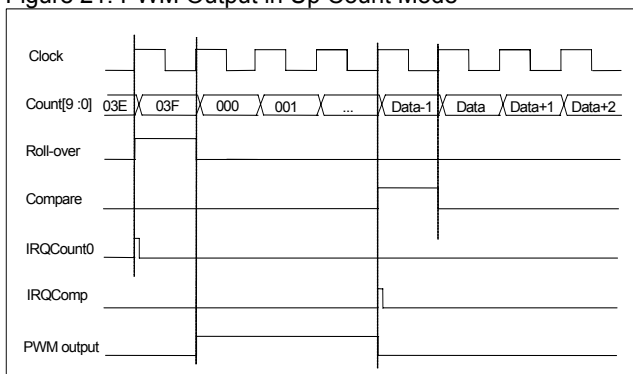 Figure 21. PWM Output in Up Count Mode
Clock
Count[9 :0] 03E 03F 000 001 ... Data-1 Data Data+1 Data+2
Roll-over
Compare
IRQCount0
IRQComp
PWM output